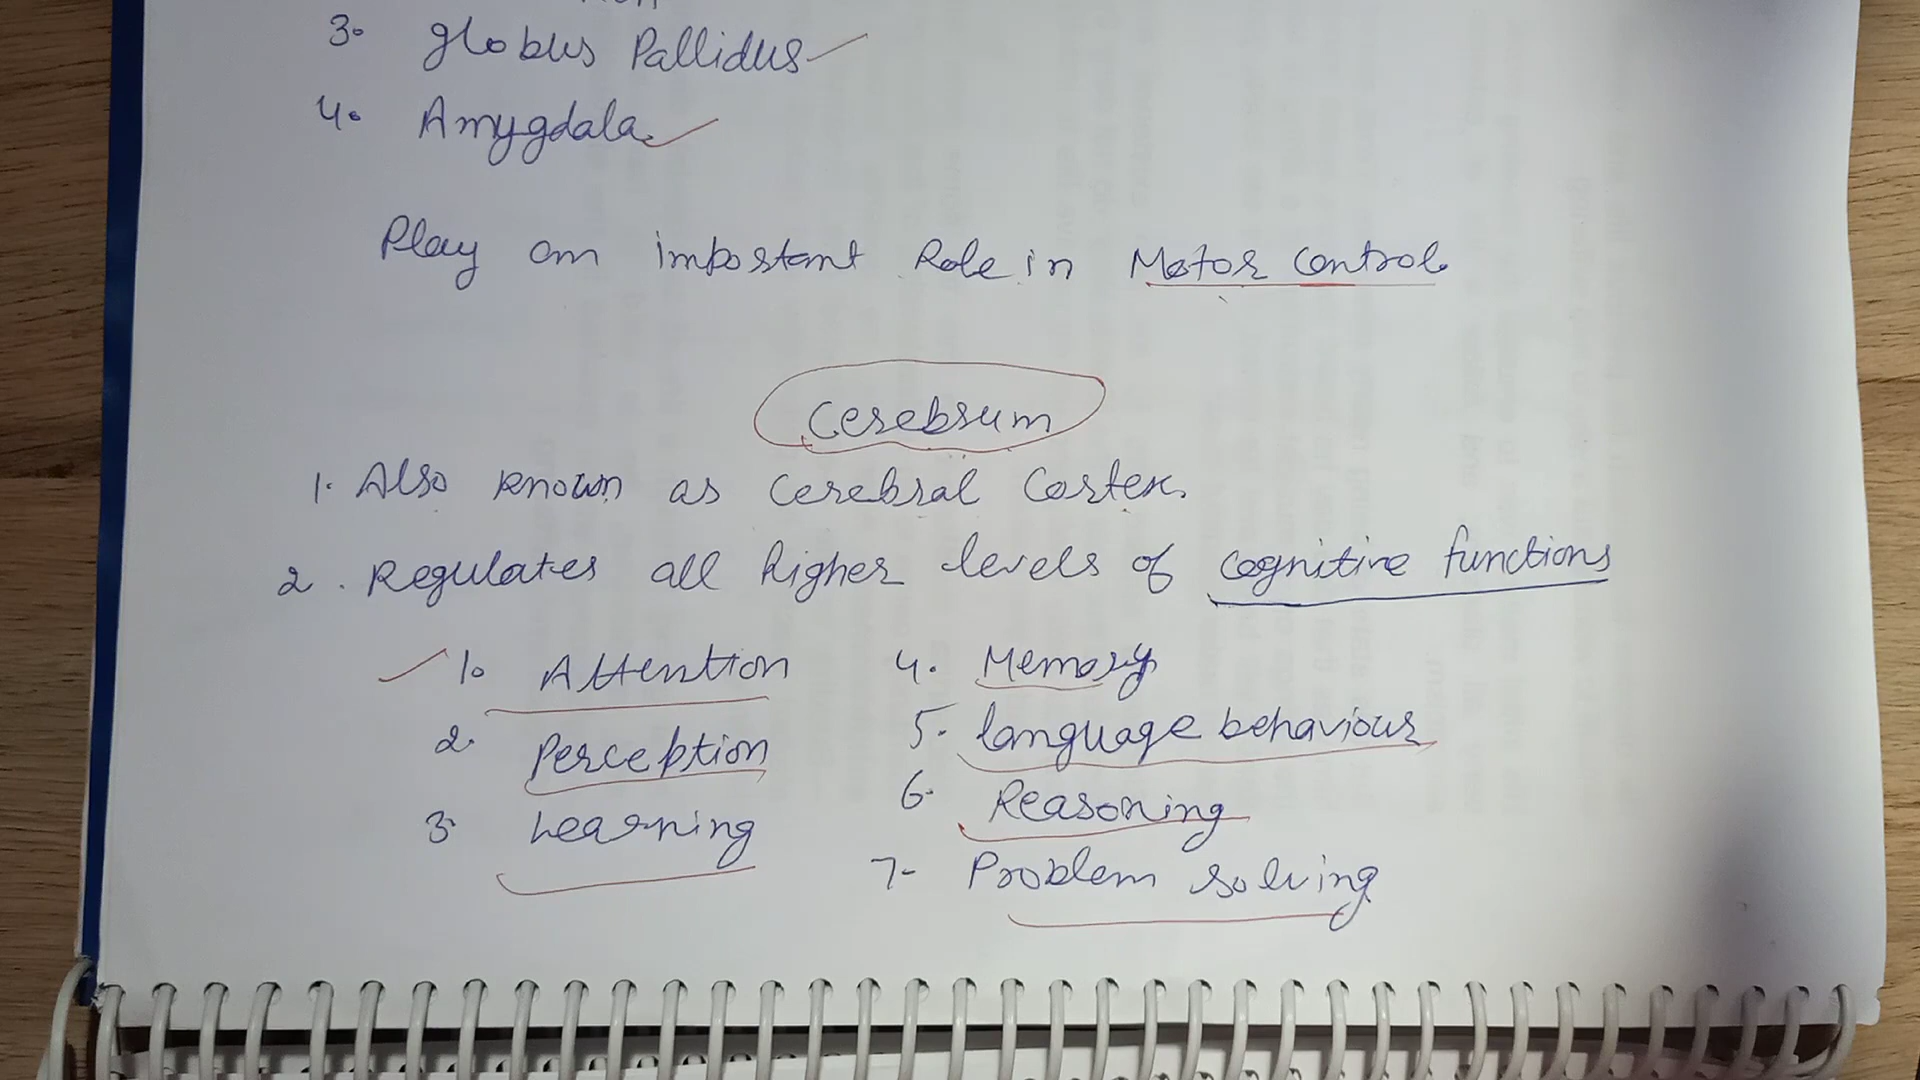 3. Globus Pallidus
4. Amygdala.
Play an important Role in Motor Control.
Cerebrum
1. Also known as Cerebral Cortex.
2. Regulates all higher levels of cognitive functions
1. Attention
2. Perception
3. Learning
4. Memory
5. language behaviour
6. Reasoning
7- Problem solving